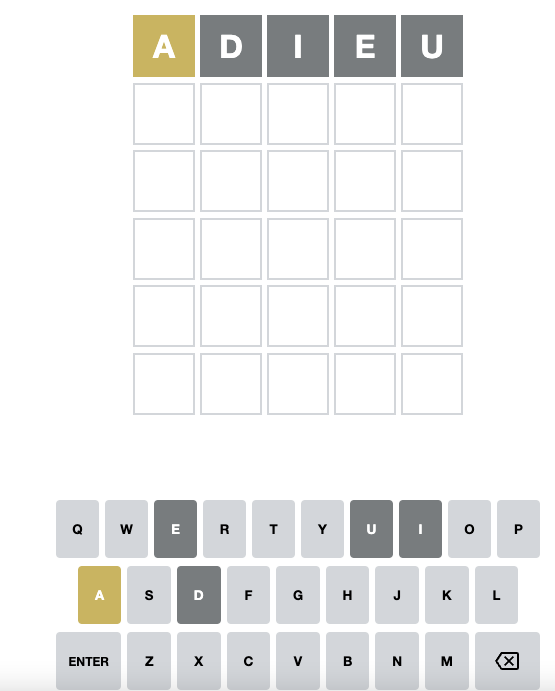 A D I E U
Q W E R T Y U I O P
A S D F G H J K L
ENTER Z X C V B N M